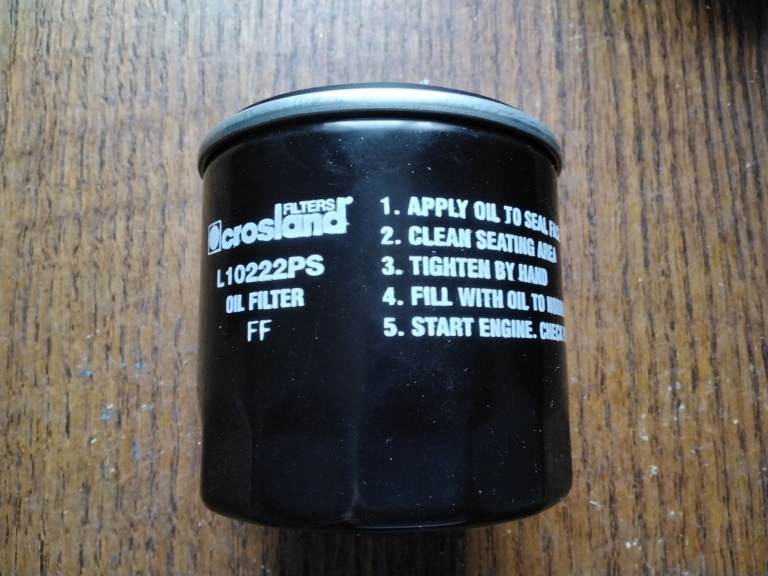 FILTERS
crosland
L10222PS
OIL FILTER
FF
1. APPLY OIL TO SEAL
2. CLEAN SEATING AREA
3. TIGHTEN BY HAND
4. FILL WITH OIL TO
5. START ENGINE. CHECK